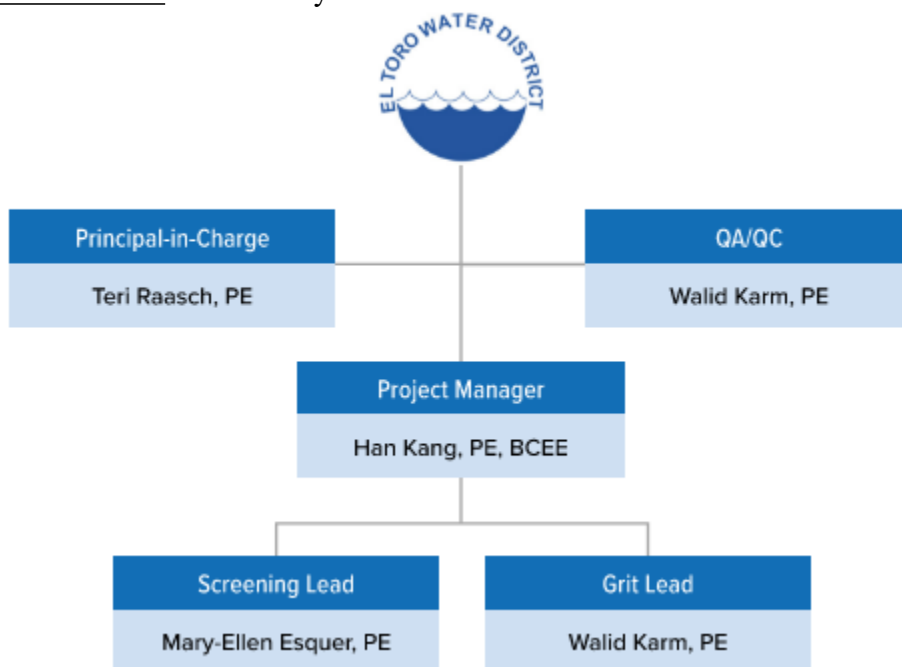 EL TORO WATER DISTRICT
Principal-in-Charge
Teri Raasch, PE
QA/QC
Walid Karm, PE
Project Manager
Han Kang, PE, BCEE
Screening Lead
Mary-Ellen Esquer, PE
Grit Lead
Walid Karm, PE